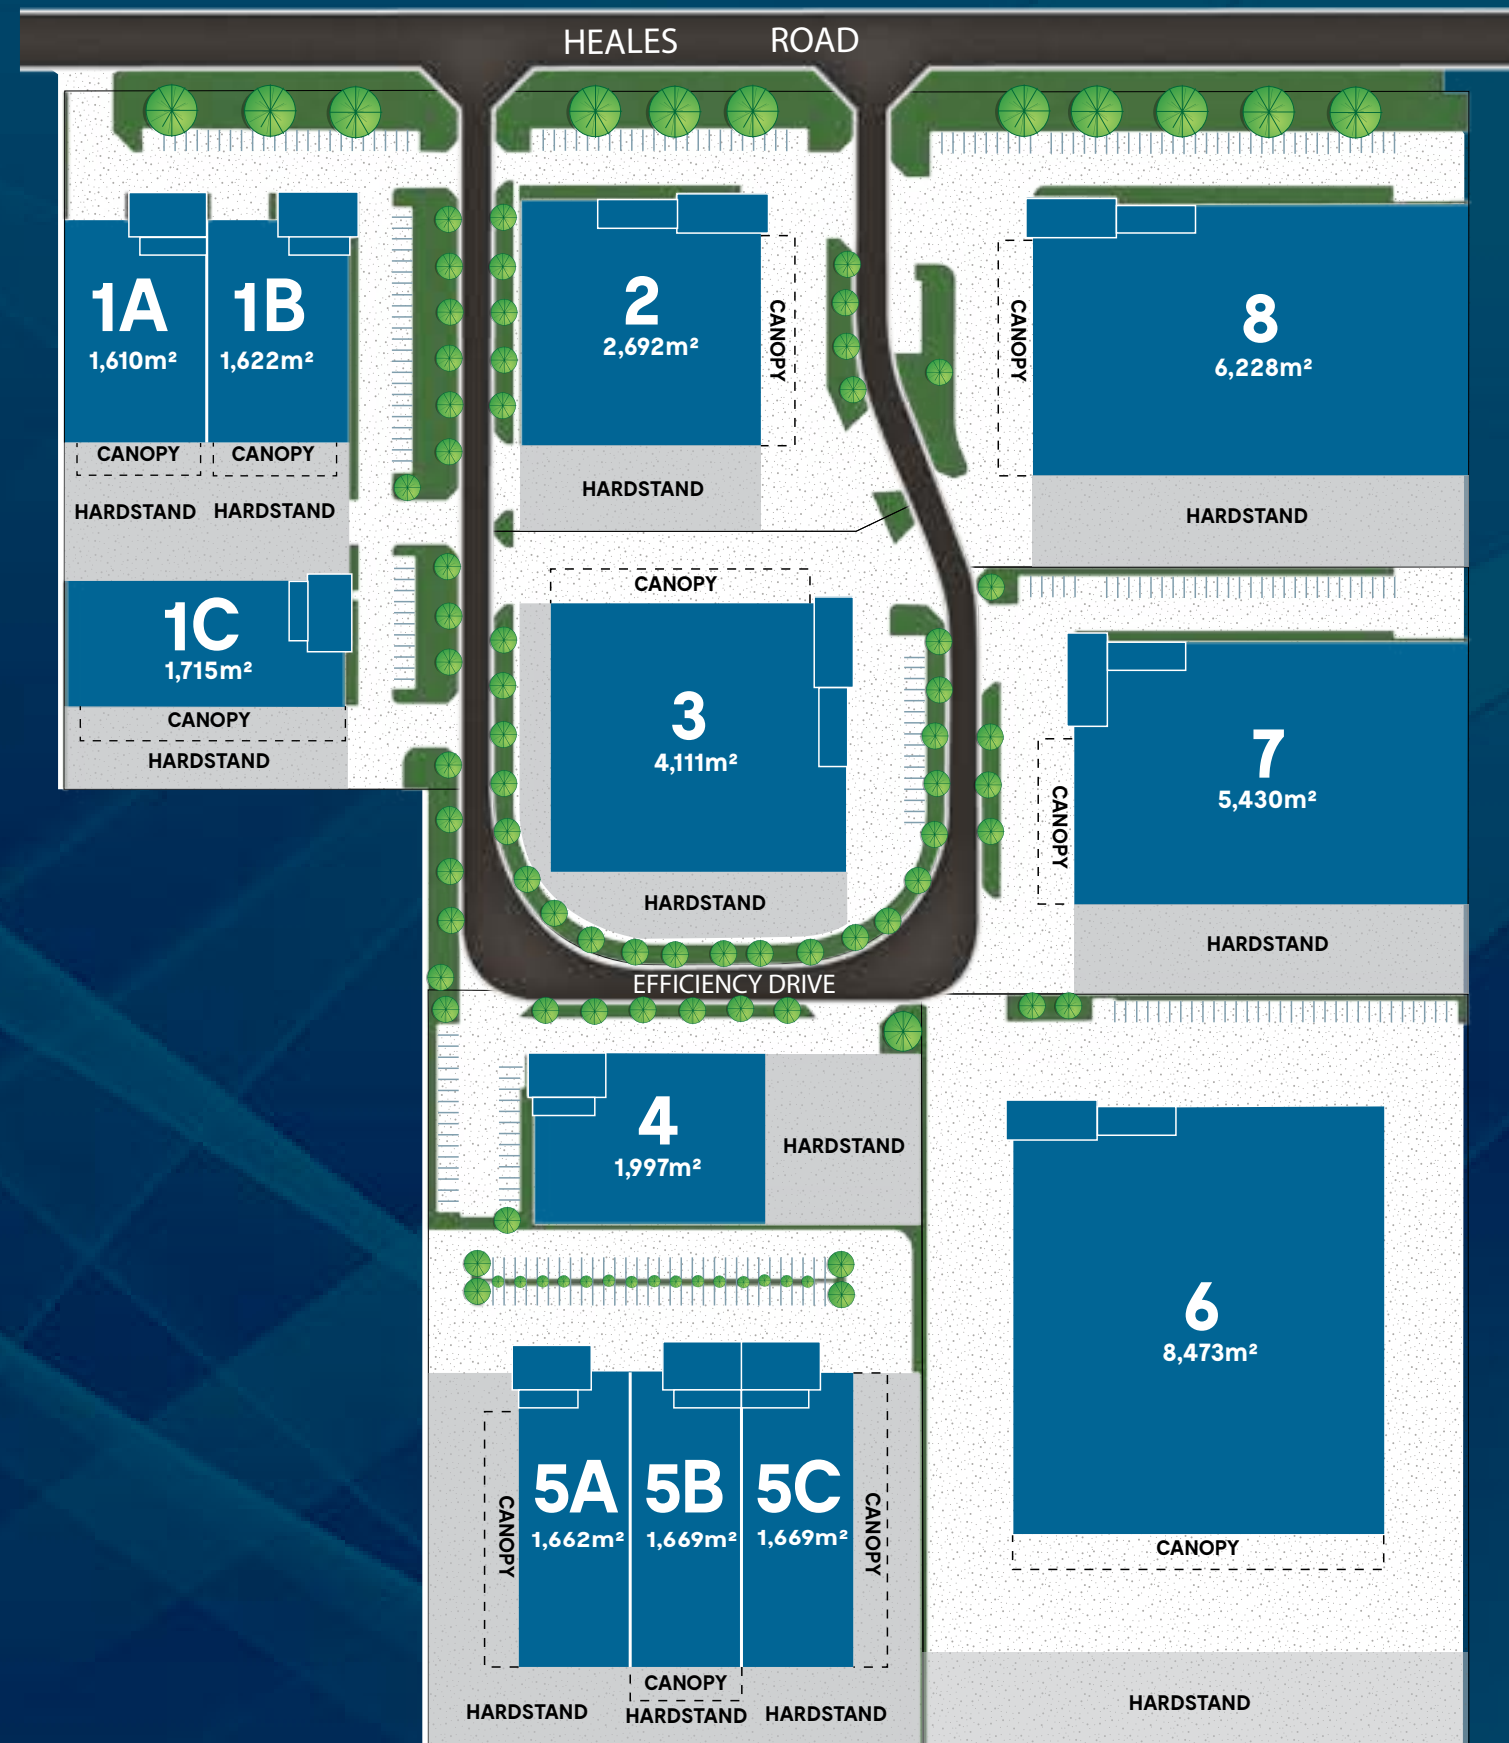 HEALES ROAD
1A
1,610m²
CANOPY
HARDSTAND
1B
1,622m²
CANOPY
HARDSTAND
2
2,692m²
CANOPY
HARDSTAND
8
6,228m²
CANOPY
HARDSTAND
1C
1,715m²
CANOPY
HARDSTAND
CANOPY
3
4,111m²
HARDSTAND
7
5,430m²
CANOPY
HARDSTAND
EFFICIENCY DRIVE
4
1,997m²
HARDSTAND
6
8,473m²
CANOPY
HARDSTAND
5A
1,662m²
CANOPY
HARDSTAND
5B
1,669m²
CANOPY
HARDSTAND
5C
1,669m²
CANOPY
HARDSTAND